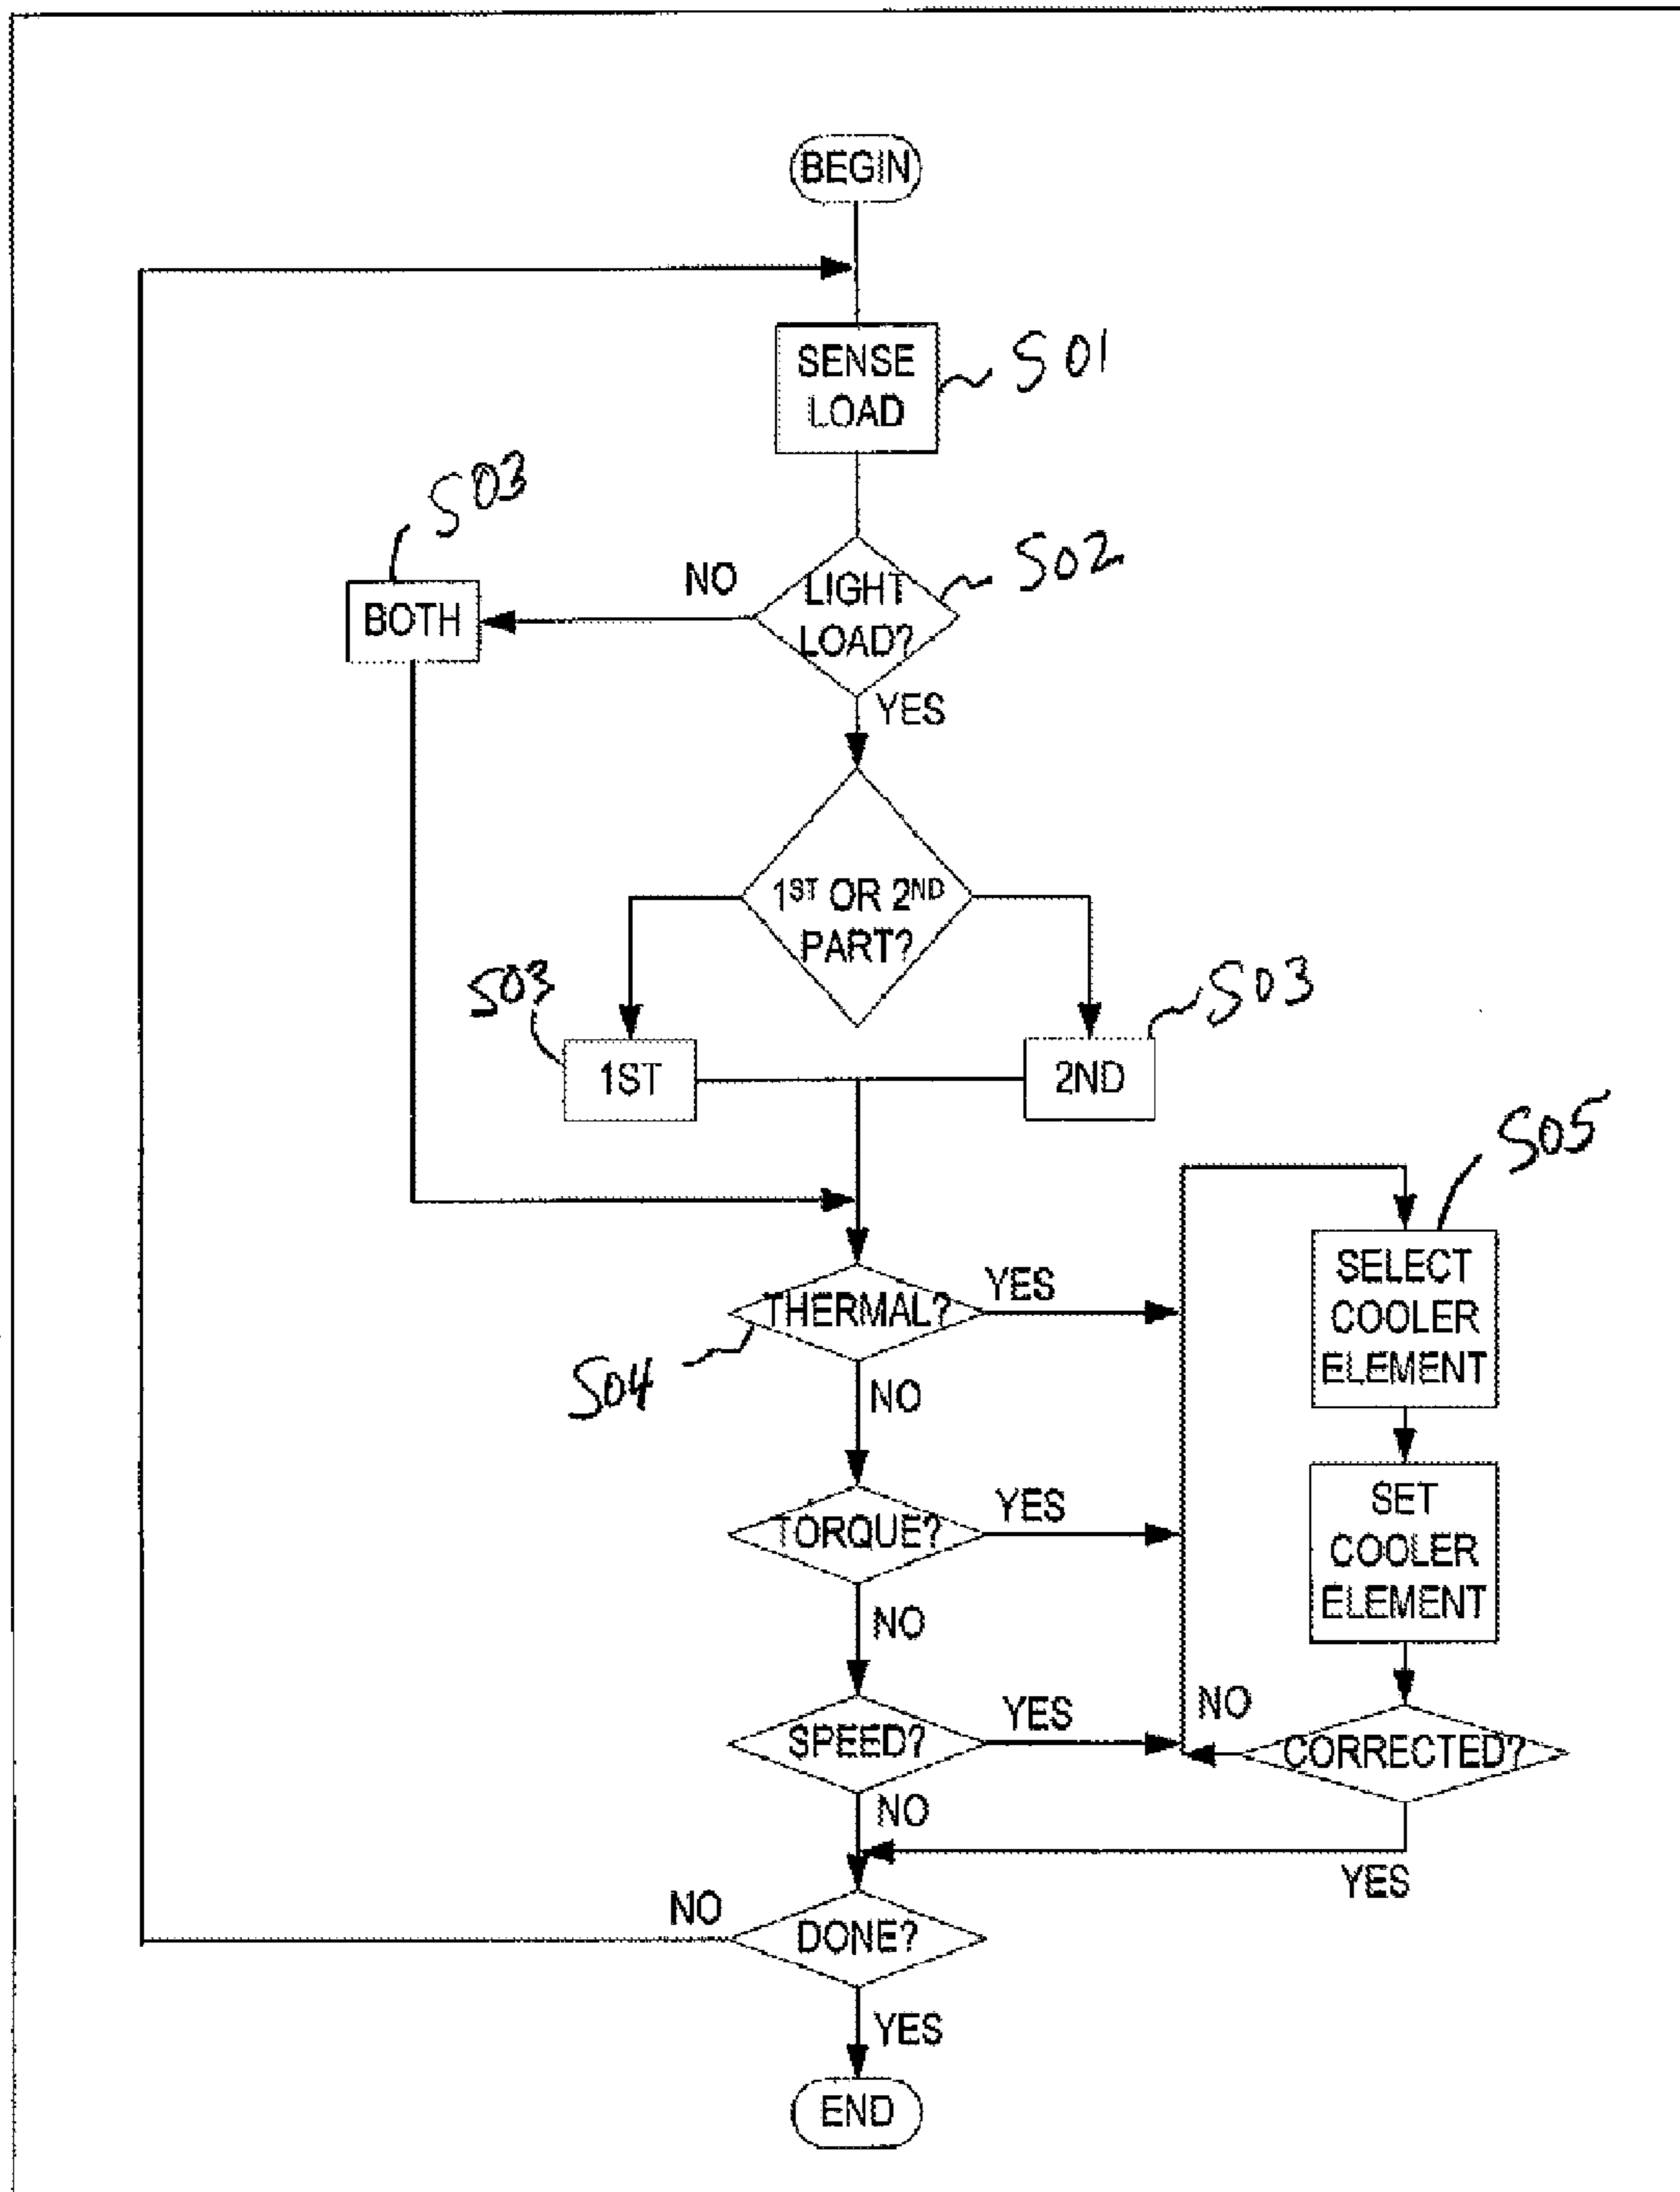 BEGIN
SENSE
LOAD
S01
S03
BOTH
NO
LIGHT
LOAD?
S02
YES
1ST OR 2ND
PART?
S03
1ST
S03
2ND
S05
THERMAL?
YES
S04
NO
SELECT
COOLER
ELEMENT
TORQUE?
YES
NO
SET
COOLER
ELEMENT
SPEED?
YES
NO
NO
CORRECTED?
YES
NO
DONE?
YES
END